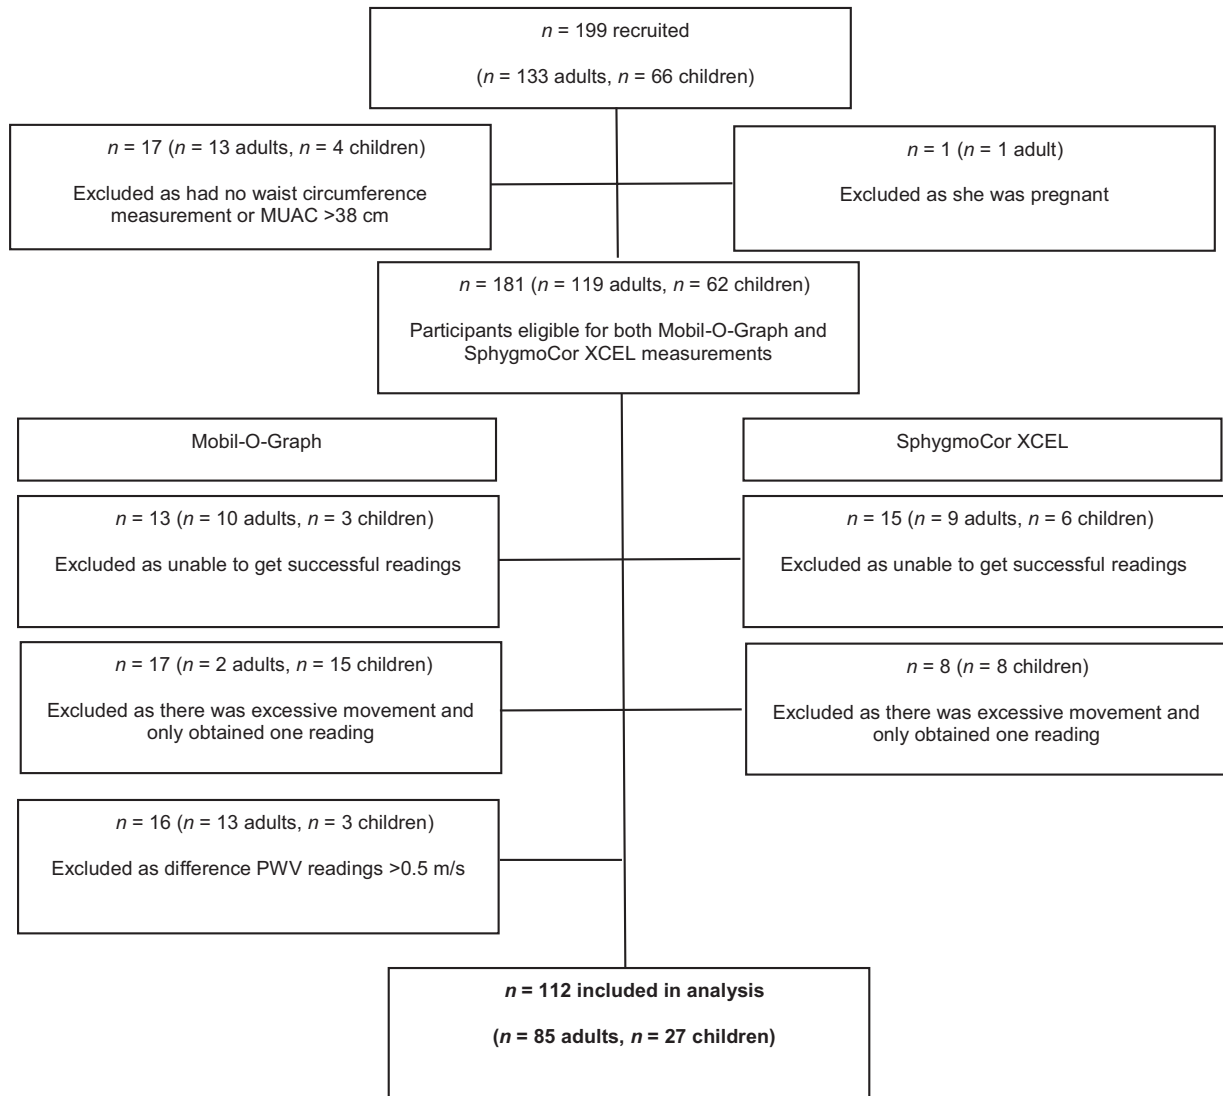 n = 199 recruited
(n = 133 adults, n = 66 children)
n = 17 (n = 13 adults, n = 4 children)
Excluded as had no waist circumference
measurement or MUAC >38 cm
n = 1 (n = 1 adult)
Excluded as she was pregnant
n = 181 (n = 119 adults, n = 62 children)
Participants eligible for both Mobil-O-Graph and
SphygmoCor XCEL measurements
Mobil-O-Graph
SphygmoCor XCEL
n = 13 (n = 10 adults, n = 3 children)
Excluded as unable to get successful readings
n = 15 (n = 9 adults, n = 6 children)
Excluded as unable to get successful readings
n = 17 (n = 2 adults, n = 15 children)
Excluded as there was excessive movement and
only obtained one reading
n = 8 (n = 8 children)
Excluded as there was excessive movement and
only obtained one reading
n = 16 (n = 13 adults, n = 3 children)
Excluded as difference PWV readings >0.5 m/s
n = 112 included in analysis
(n = 85 adults, n = 27 children)